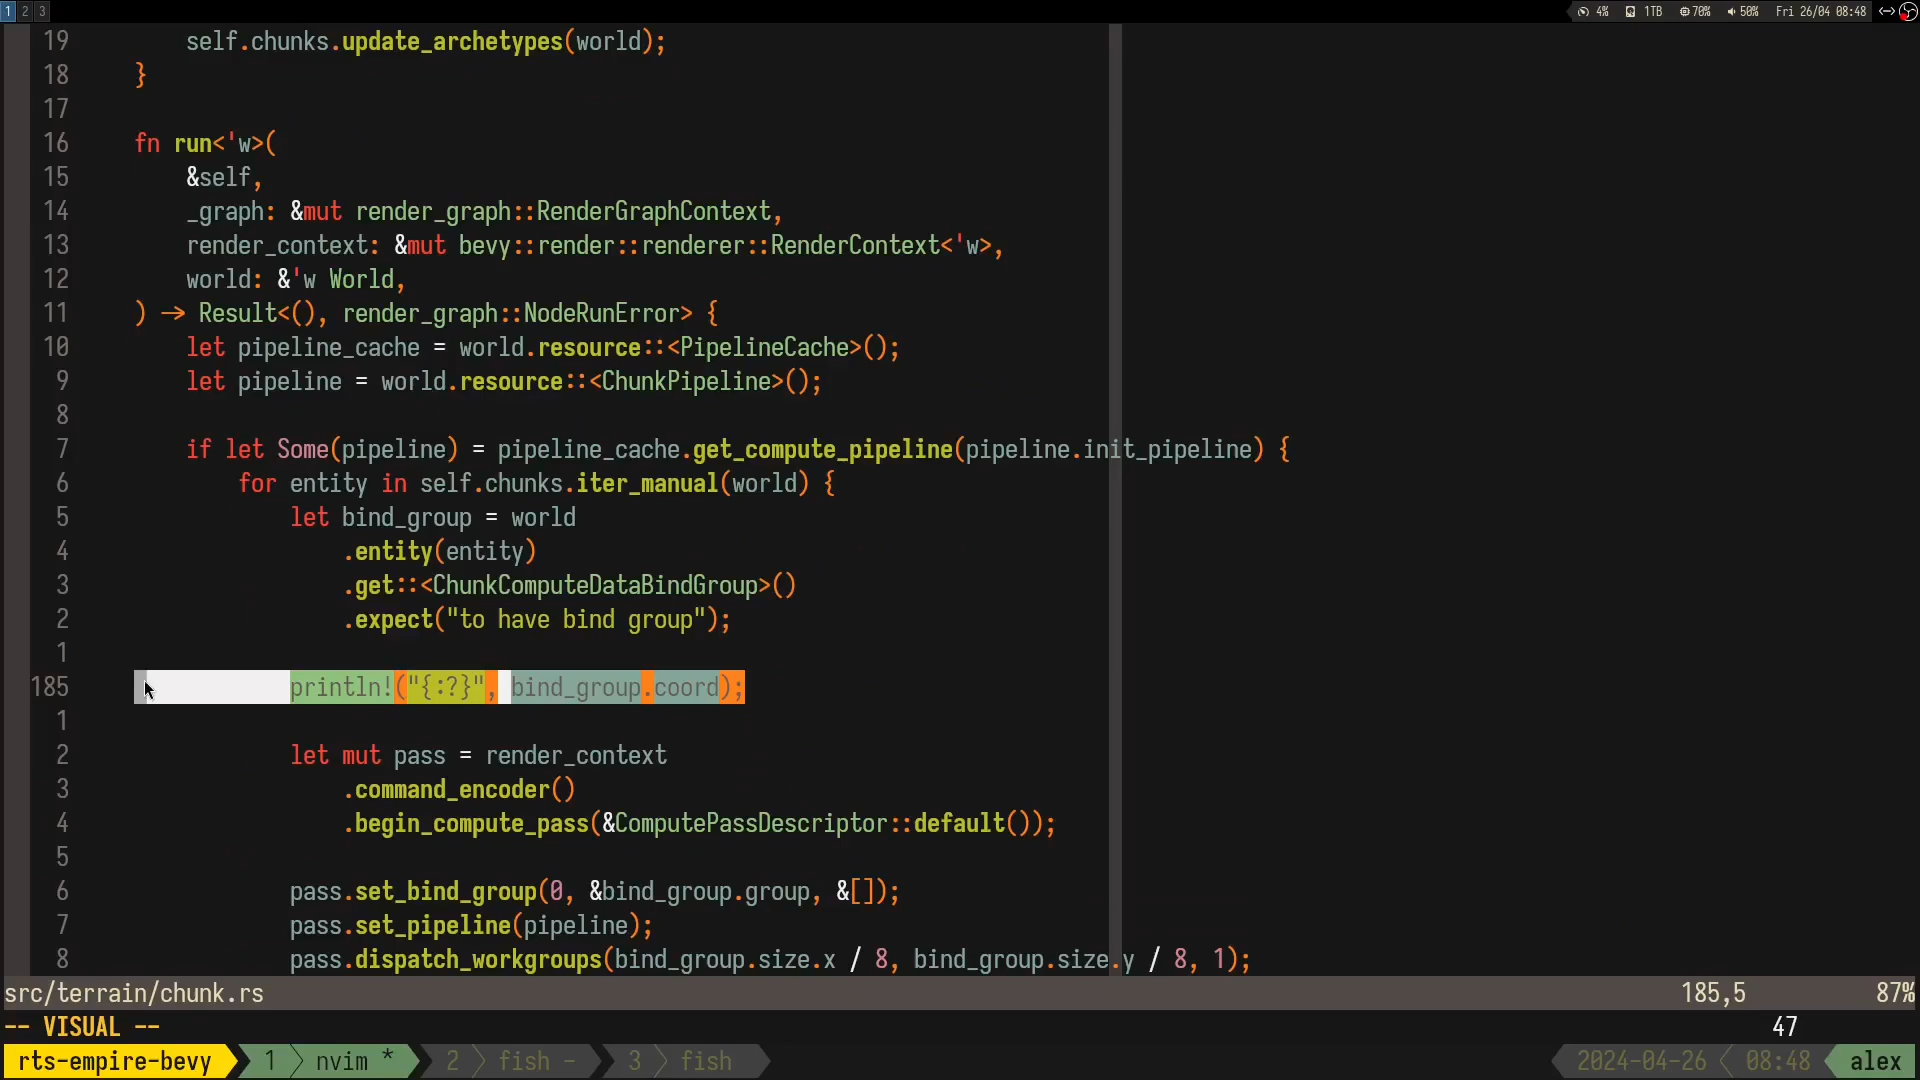 1 2 3 4% 1TB 70% 50% Fri 26/04 08:48
19 self.chunks.update_archetypes(world);
18 }
17
16 fn run<'w>(
15 &self,
14 _graph: &mut render_graph::RenderGraphContext,
13 render_context: &mut bevy::render::renderer::RenderContext<'w>,
12 world: &'w World,
11 ) -> Result<(), render_graph::NodeRunError> {
10 let pipeline_cache = world.resource::<PipelineCache>();
9 let pipeline = world.resource::<ChunkPipeline>();
8
7 if let Some(pipeline) = pipeline_cache.get_compute_pipeline(pipeline.init_pipeline) {
6 for entity in self.chunks.iter_manual(world) {
5 let bind_group = world
4 .entity(entity)
3 .get::<ChunkComputeDataBindGroup>()
2 .expect("to have bind group");
1
185 println!("{:?}", bind_group.coord);
1
2 let mut pass = render_context
3 .command_encoder()
4 .begin_compute_pass(&ComputePassDescriptor::default());
5
6 pass.set_bind_group(0, &bind_group.group, &[]);
7 pass.set_pipeline(pipeline);
8 pass.dispatch_workgroups(bind_group.size.x / 8, bind_group.size.y / 8, 1);
src/terrain/chunk.rs 185,5 87%
-- VISUAL -- 47
rts-empire-bevy 1 nvim * 2 fish - 3 fish 2024-04-26 08:48 alex